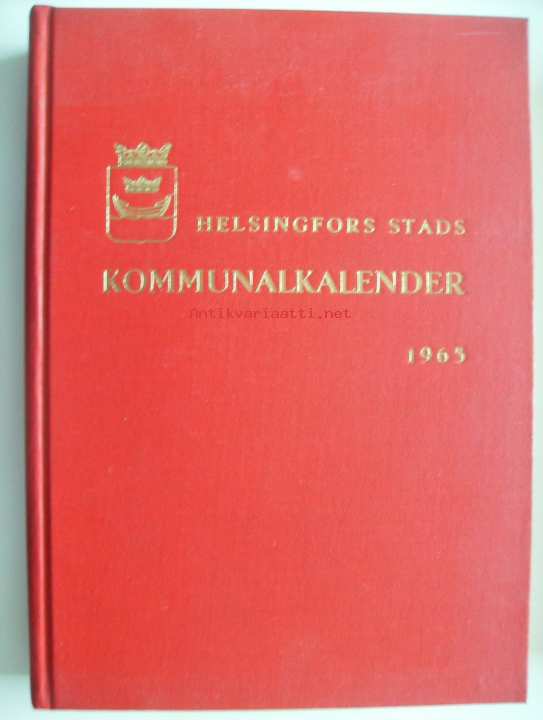 HELSINGFORS STADS
KOMMUNALKALENDER
Antikvariaatti.net
1965